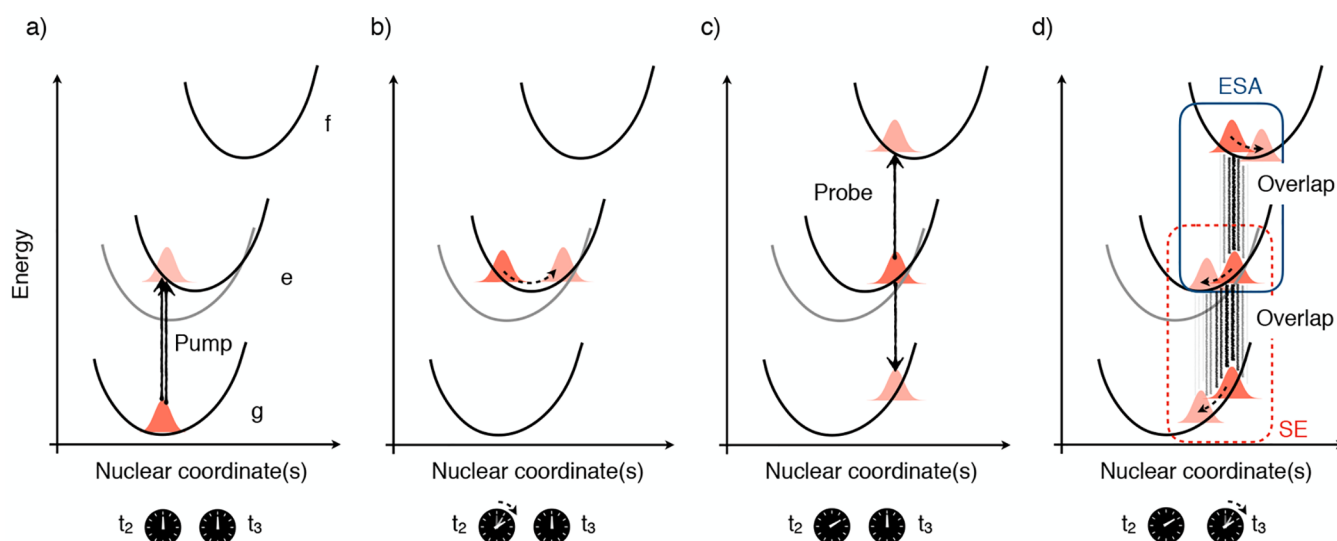 a)
b)
c)
d)
Energy
f
e
g
Pump
Nuclear coordinate(s)
t₂
t₃
Nuclear coordinate(s)
t₂
t₃
Probe
Nuclear coordinate(s)
t₂
t₃
ESA
Overlap
Overlap
SE
Nuclear coordinate(s)
t₂
t₃